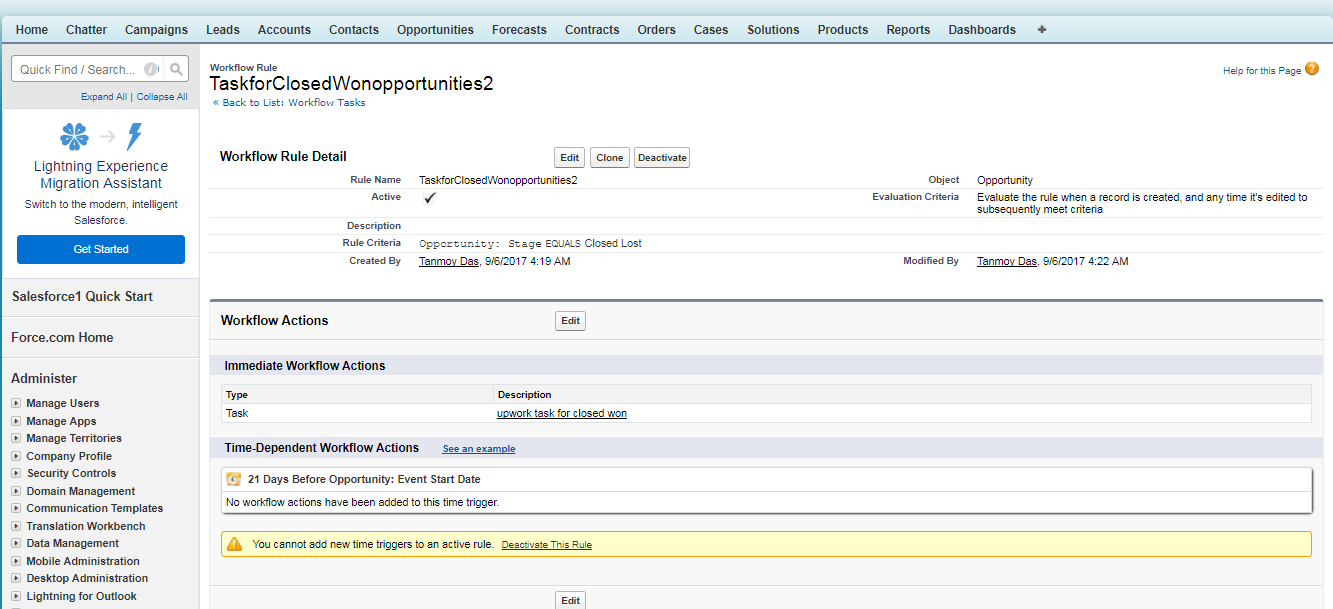 Home Chatter Campaigns Leads Accounts Contacts Opportunities Forecasts Contracts Orders Cases Solutions Products Reports Dashboards +
Quick Find / Search... i
Expand All | Collapse All
Lightning Experience
Migration Assistant
Switch to the modern, intelligent
Salesforce.
Get Started
Salesforce1 Quick Start
Force.com Home
Administer
Manage Users
Manage Apps
Manage Territories
Company Profile
Security Controls
Domain Management
Communication Templates
Translation Workbench
Data Management
Mobile Administration
Desktop Administration
Lightning for Outlook
Workflow Rule
TaskforClosedWonopportunities2
« Back to List: Workflow Tasks
Help for this Page ?
Workflow Rule Detail Edit Clone Deactivate
Rule Name TaskforClosedWonopportunities2 Object Opportunity
Active ✓ Evaluation Criteria Evaluate the rule when a record is created, and any time it's edited to
subsequently meet criteria
Description
Rule Criteria Opportunity: Stage EQUALS Closed Lost
Created By Tanmoy Das, 9/6/2017 4:19 AM Modified By Tanmoy Das, 9/6/2017 4:22 AM
Workflow Actions Edit
Immediate Workflow Actions
Type Description
Task upwork task for closed won
Time-Dependent Workflow Actions See an example
21 Days Before Opportunity: Event Start Date
No workflow actions have been added to this time trigger.
You cannot add new time triggers to an active rule. Deactivate This Rule
Edit